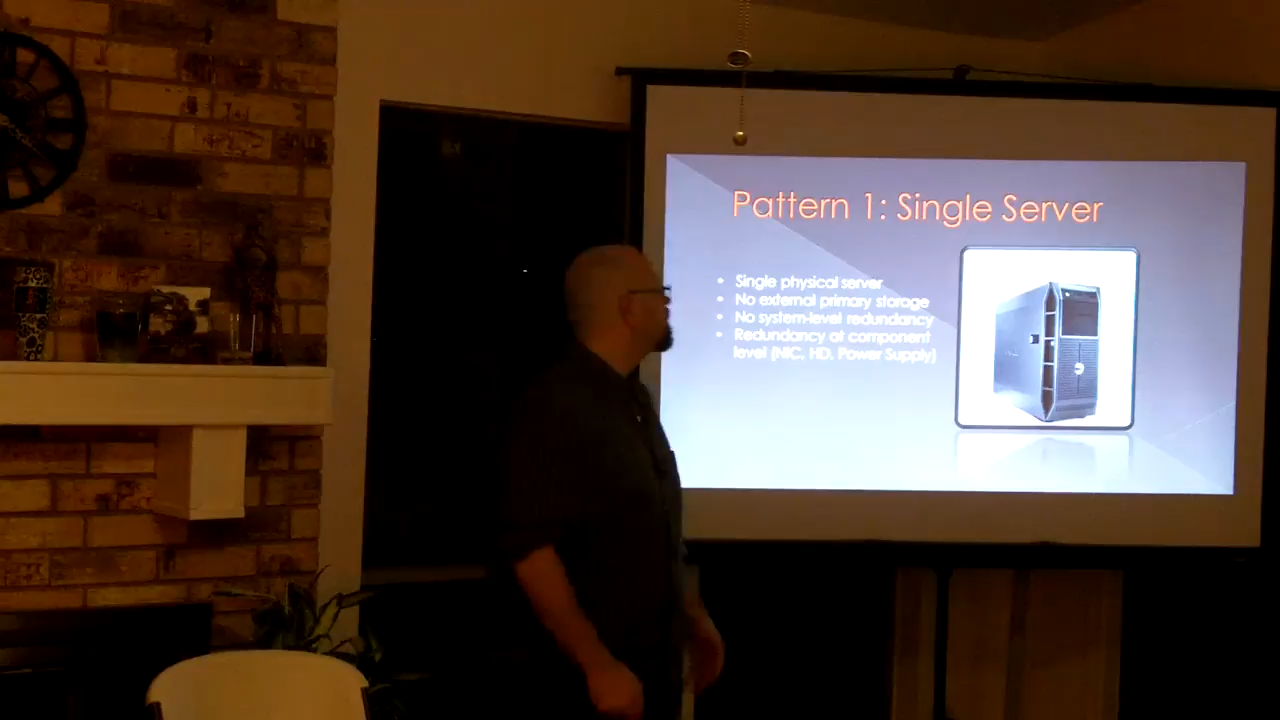 Pattern 1: Single Server
• Single physical server
• No external primary storage
• No system-level redundancy
• Redundancy at component
level (NIC, HD, Power Supply)